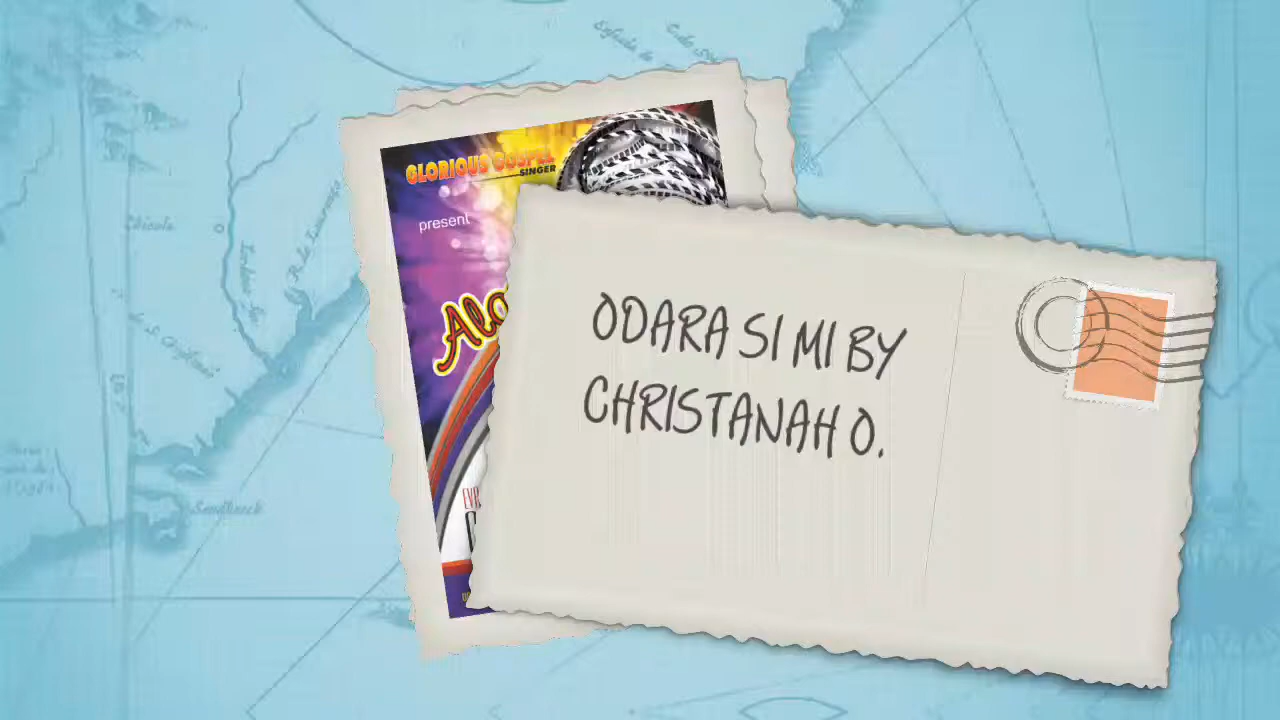 GLORIOUS GOSPEL
SINGER
present
ODARA SI MI BY
CHRISTANAH O.